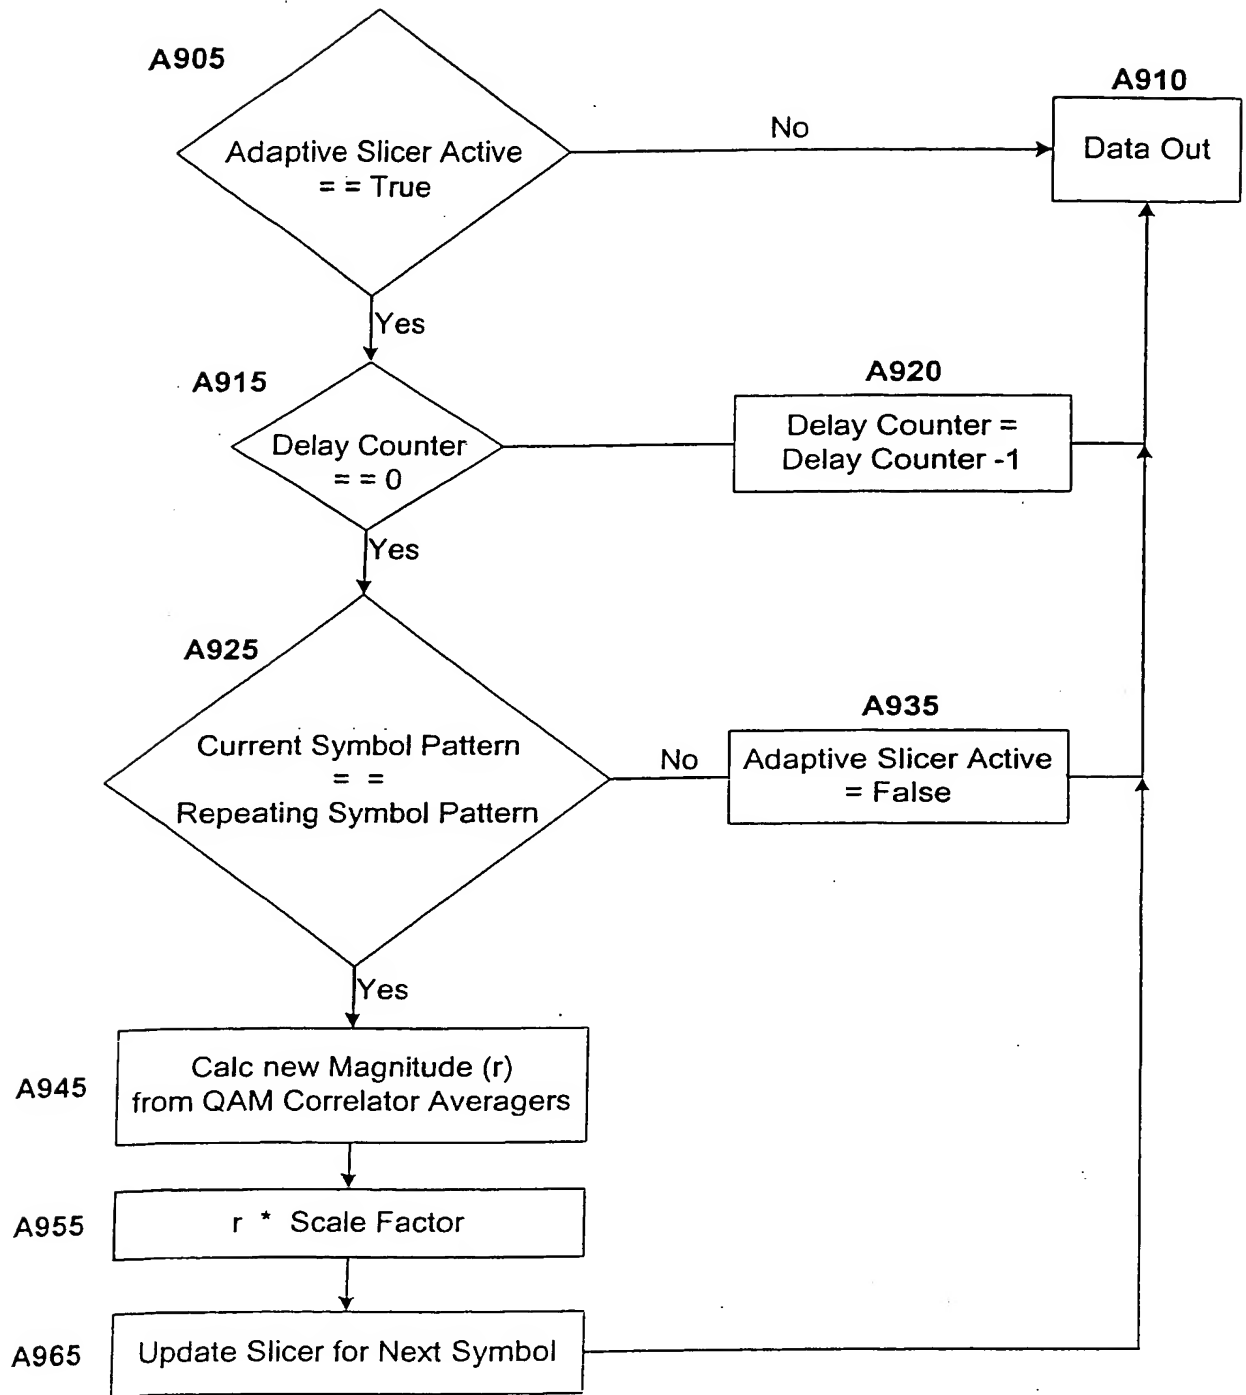 A905
A910
Adaptive Slicer Active
= = True
No
Data Out
Yes
A915
A920
Delay Counter
= = 0
Delay Counter =
Delay Counter -1
Yes
A925
A935
Current Symbol Pattern
= =
Repeating Symbol Pattern
No
Adaptive Slicer Active
= False
Yes
A945
Calc new Magnitude (r)
from QAM Correlator Averagers
A955
r * Scale Factor
A965
Update Slicer for Next Symbol